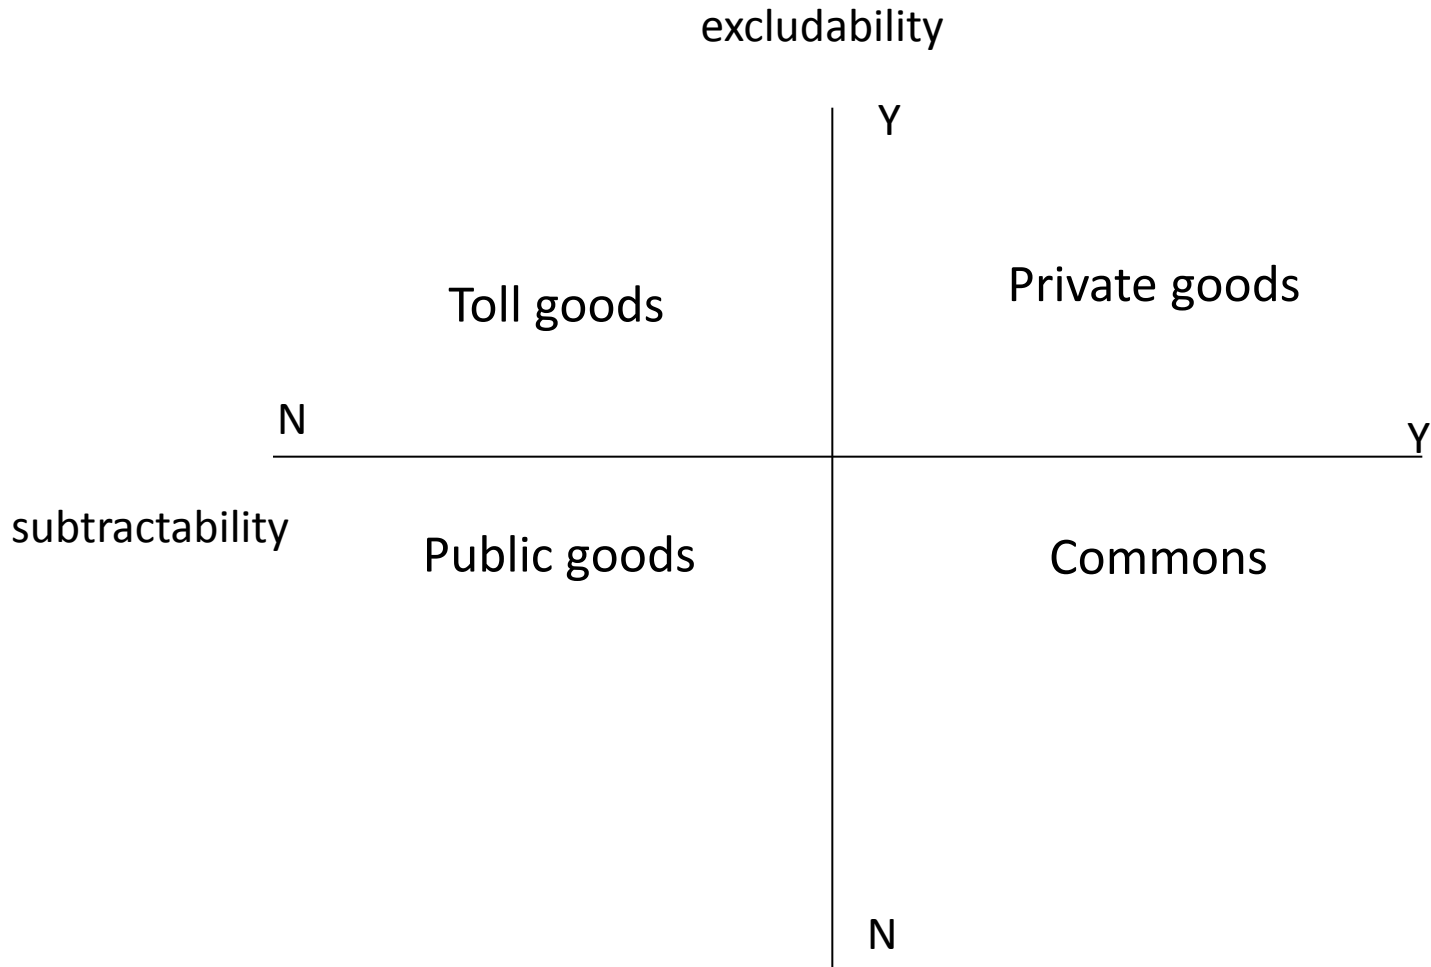 excludability
Y
Toll goods
Private goods
N
Y
subtractability
Public goods
Commons
N